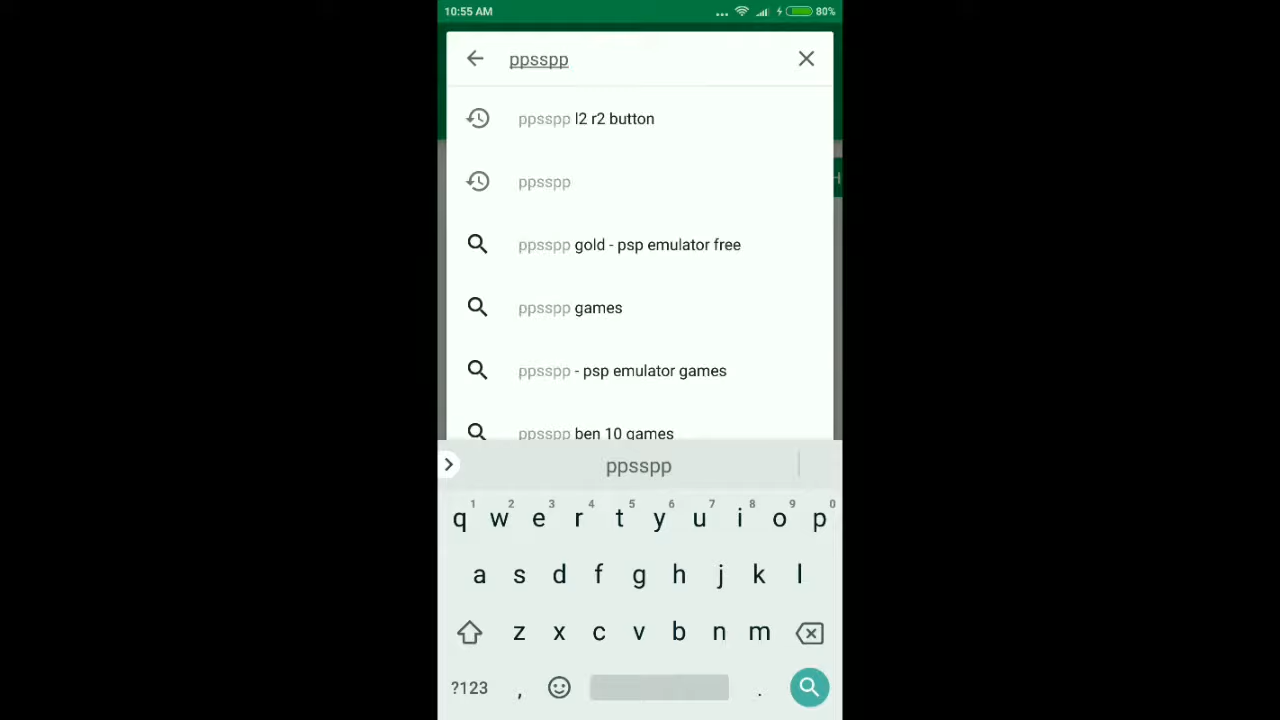 10:55 AM
80%
ppsspp
ppsspp l2 r2 button
ppsspp
H
ppsspp gold - psp emulator free
ppsspp games
ppsspp - psp emulator games
ppsspp ben 10 games
ppsspp
1 2 3 4 5 6 7 8 9 0
q w e r t y u i o p
a s d f g h j k l
z x c v b n m
?123 , .